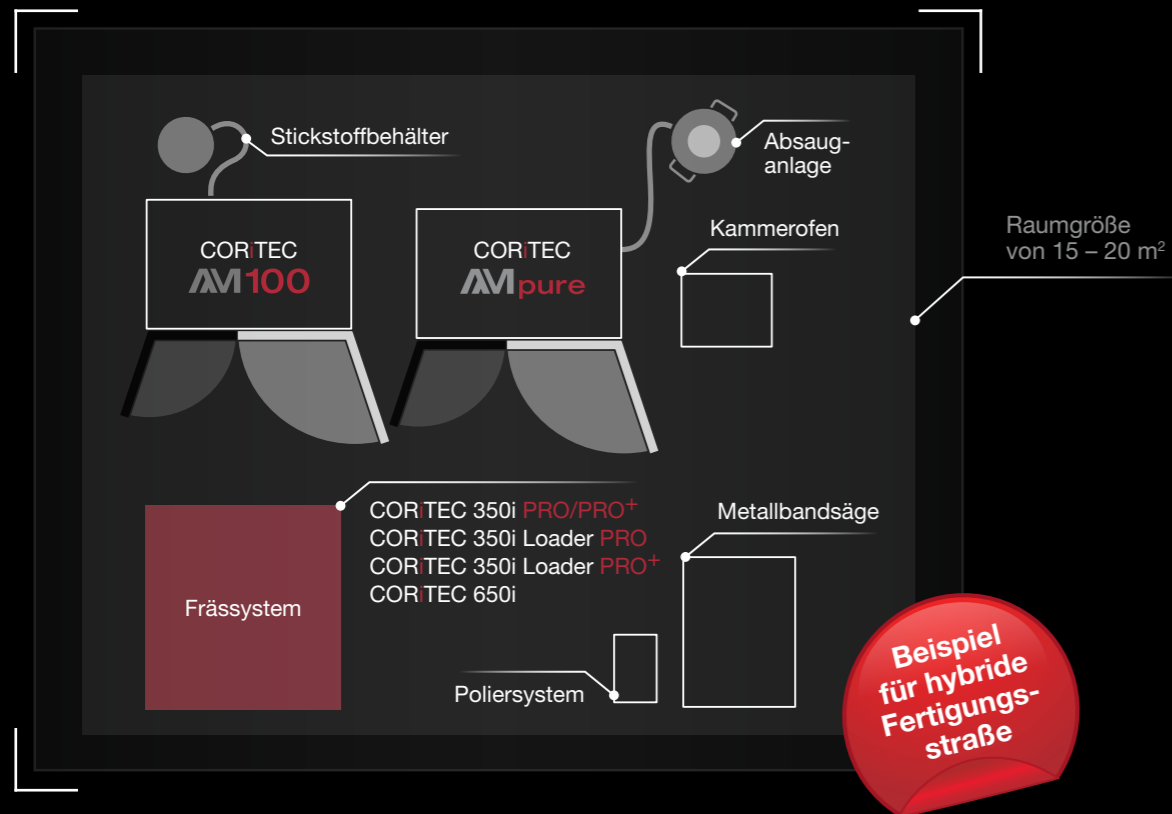 Stickstoffbehälter
Absaug-
anlage
CORiTEC
AM100
CORiTEC
AMpure
Kammerofen
Raumgröße
von 15 – 20 m²
CORiTEC 350i PRO/PRO+
CORiTEC 350i Loader PRO
CORiTEC 350i Loader PRO+
CORiTEC 650i
Metallbandsäge
Frässystem
Poliersystem
Beispiel
für hybride
Fertigungs-
straße